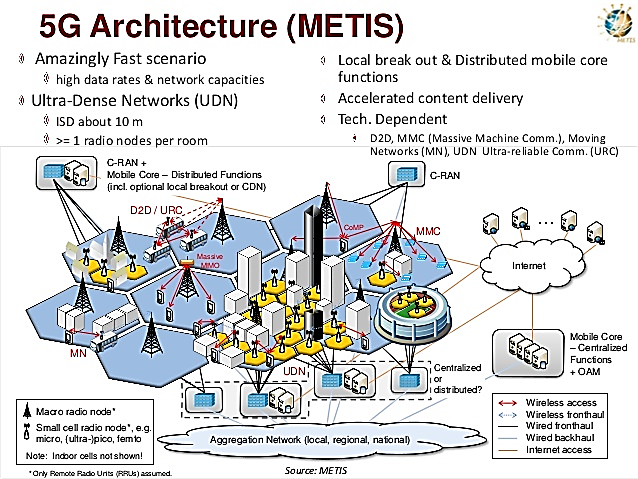 5G Architecture (METIS)
METIS
Amazingly Fast scenario
high data rates & network capacities
Ultra-Dense Networks (UDN)
ISD about 10 m
>= 1 radio nodes per room
Local break out & Distributed mobile core
functions
Accelerated content delivery
Tech. Dependent
D2D, MMC (Massive Machine Comm.), Moving
Networks (MN), UDN Ultra-reliable Comm. (URC)
C-RAN +
Mobile Core – Distributed Functions
(incl. optional local breakout or CDN)
C-RAN
D2D / URC
CoMP
MMC
Massive
MIMO
...
Internet
MN
UDN
Centralized
or
distributed?
Mobile Core
– Centralized
Functions
+ OAM
Macro radio node*
Small cell radio node*, e.g.
micro, (ultra-)pico, femto
Note: Indoor cells not shown!
Aggregation Network (local, regional, national)
Wireless access
Wireless fronthaul
Wired fronthaul
Wired backhaul
Internet access
* Only Remote Radio Units (RRUs) assumed.
Source: METIS